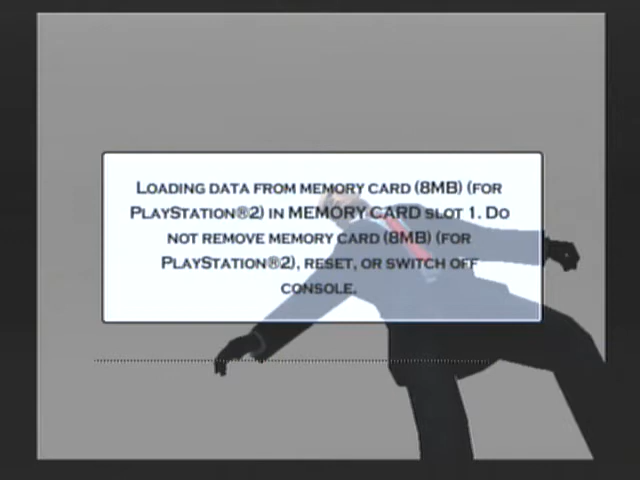 Loading data from memory card (8MB) (for
PlayStation®2) in MEMORY CARD slot 1. Do
not remove memory card (8MB) (for
PlayStation®2), reset, or switch off
console.